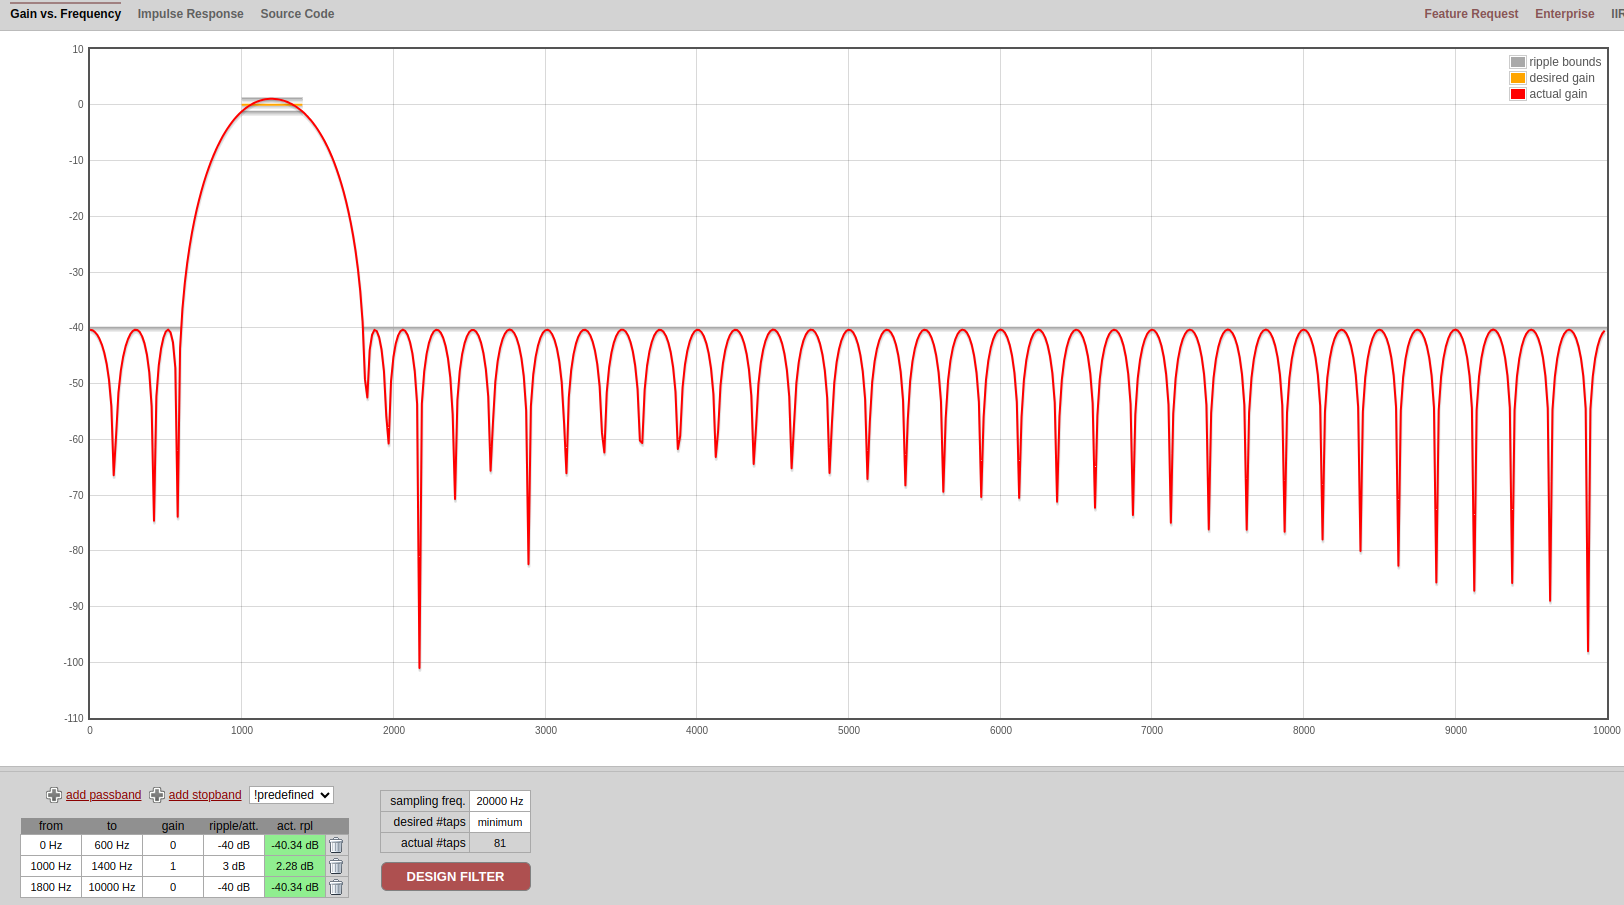 Gain vs. Frequency Impulse Response Source Code Feature Request Enterprise IIR
10
0
-10
-20
-30
-40
-50
-60
-70
-80
-90
-100
-110
ripple bounds
desired gain
actual gain
0 1000 2000 3000 4000 5000 6000 7000 8000 9000 10000
add passband add stopband !predefined
from to gain ripple/att. act. rpl
0 Hz 600 Hz 0 -40 dB -40.34 dB
1000 Hz 1400 Hz 1 3 dB 2.28 dB
1800 Hz 10000 Hz 0 -40 dB -40.34 dB
sampling freq. 20000 Hz
desired #taps minimum
actual #taps 81
DESIGN FILTER